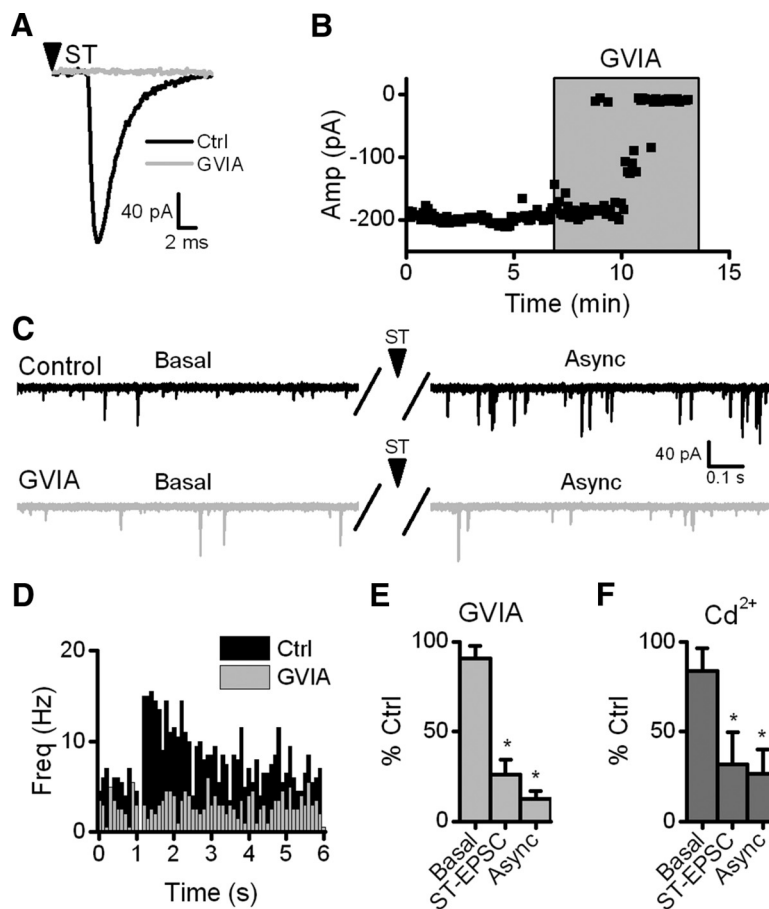 A
ST
Ctrl
GVIA
40 pA
2 ms
B
GVIA
Amp (pA)
0
-100
-200
0 5 10 15
Time (min)
C
ST
Control Basal Async
40 pA
0.1 s
ST
GVIA Basal Async
D
Ctrl
GVIA
Freq (Hz)
20
10
0
0 1 2 3 4 5 6
Time (s)
E
GVIA
% Ctrl
100
50
0
* *
Basal
ST-EPSC
Async
F
Cd²⁺
% Ctrl
100
50
0
* *
Basal
ST-EPSC
Async